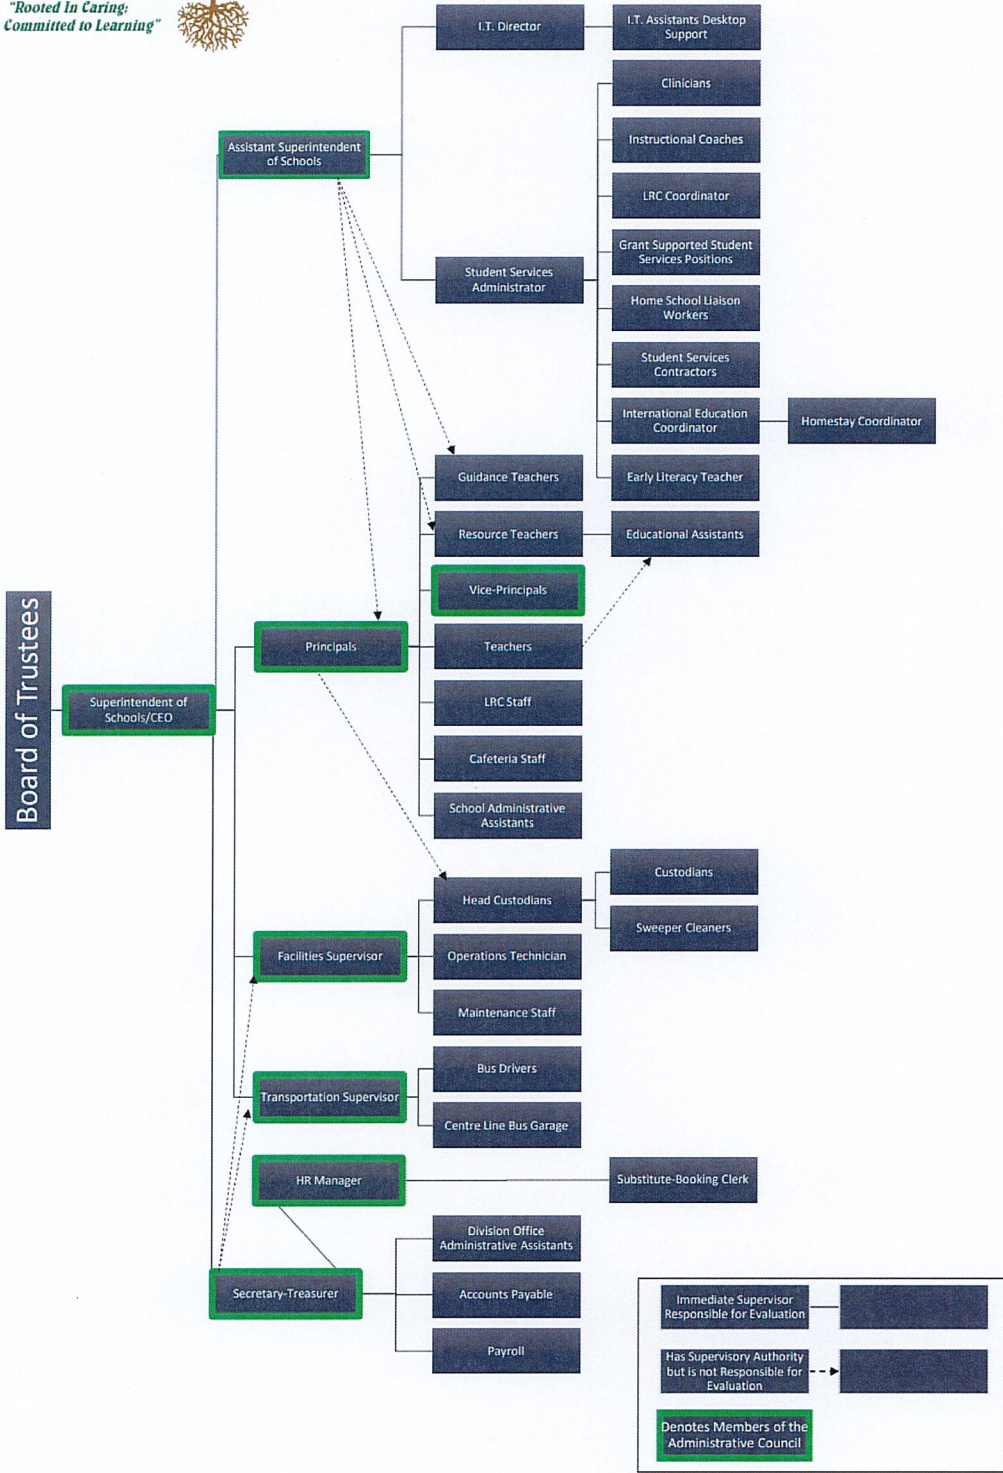 "Rooted In Caring:
Committed to Learning"
I.T. Director
I.T. Assistants Desktop
Support
Clinicians
Assistant Superintendent
of Schools
Instructional Coaches
LRC Coordinator
Student Services
Administrator
Grant Supported Student
Services Positions
Home School Liaison
Workers
Student Services
Contractors
International Education
Coordinator
Homestay Coordinator
Guidance Teachers
Early Literacy Teacher
Resource Teachers
Educational Assistants
Vice-Principals
Principals
Teachers
Board of Trustees
Superintendent of
Schools/CEO
LRC Staff
Cafeteria Staff
School Administrative
Assistants
Head Custodians
Custodians
Sweeper Cleaners
Facilities Supervisor
Operations Technician
Maintenance Staff
Transportation Supervisor
Bus Drivers
Centre Line Bus Garage
HR Manager
Substitute-Booking Clerk
Secretary-Treasurer
Division Office
Administrative Assistants
Accounts Payable
Payroll
Immediate Supervisor
Responsible for Evaluation
Has Supervisory Authority
but is not Responsible for
Evaluation
Denotes Members of the
Administrative Council